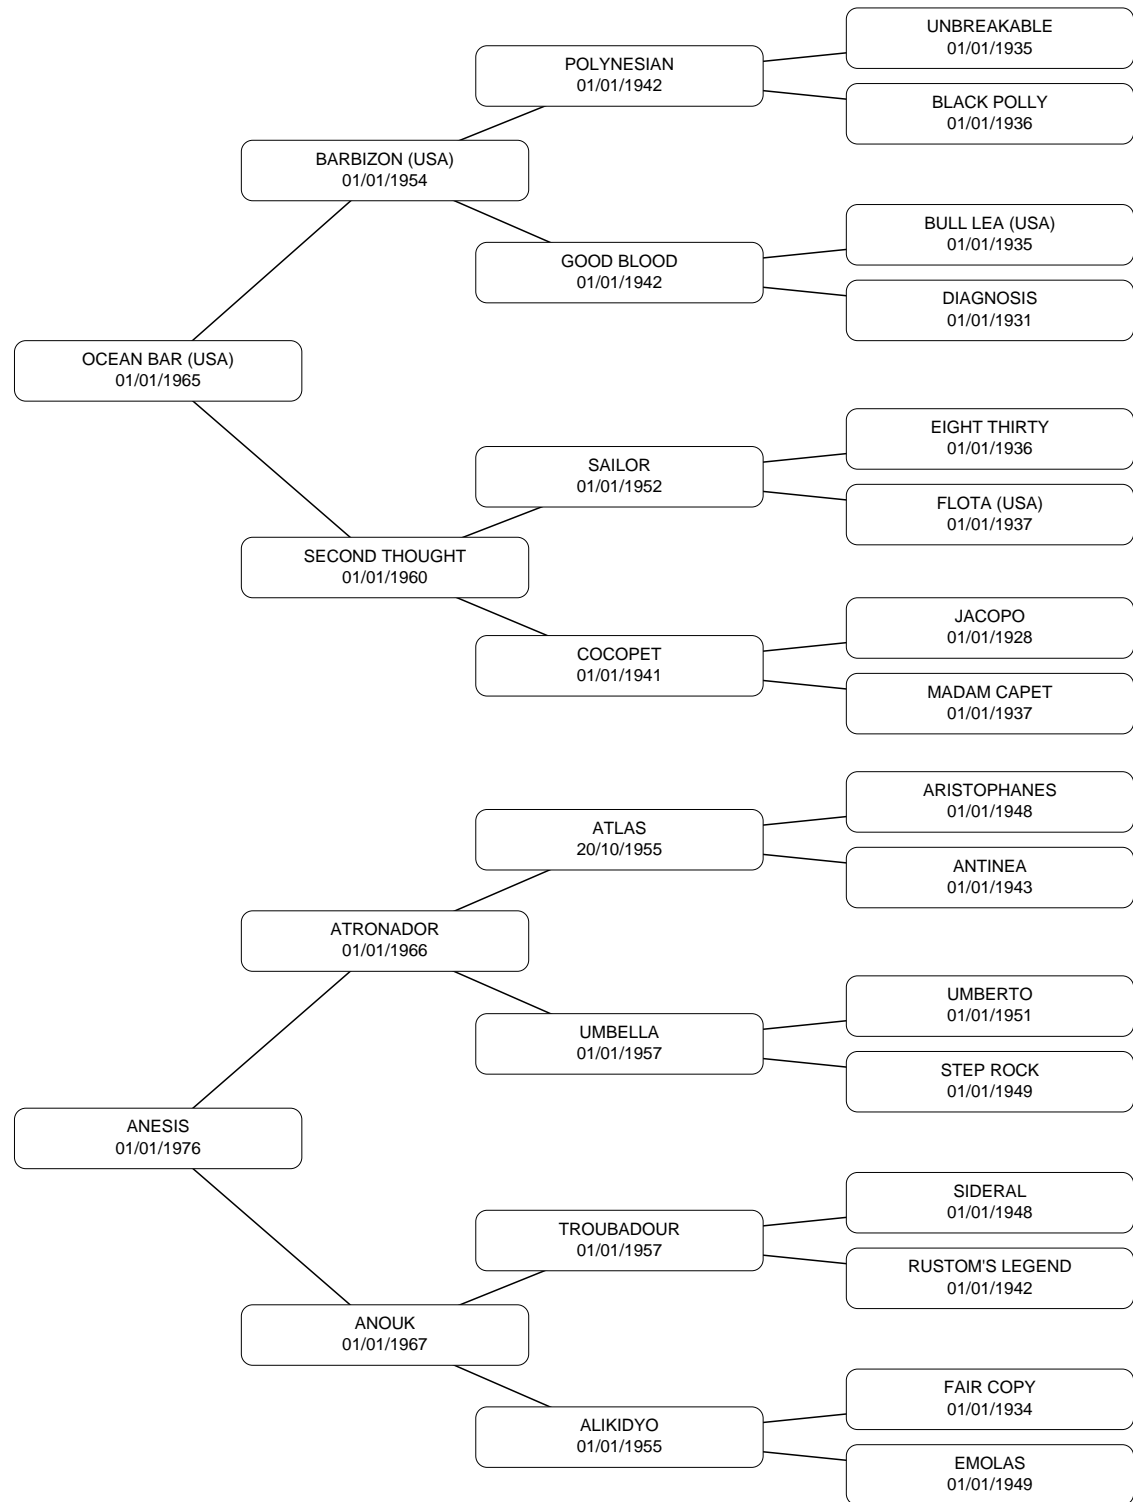 UNBREAKABLE
01/01/1935
POLYNESIAN
01/01/1942
BLACK POLLY
01/01/1936
BARBIZON (USA)
01/01/1954
BULL LEA (USA)
01/01/1935
GOOD BLOOD
01/01/1942
DIAGNOSIS
01/01/1931
OCEAN BAR (USA)
01/01/1965
EIGHT THIRTY
01/01/1936
SAILOR
01/01/1952
FLOTA (USA)
01/01/1937
SECOND THOUGHT
01/01/1960
JACOPO
01/01/1928
COCOPET
01/01/1941
MADAM CAPET
01/01/1937
ARISTOPHANES
01/01/1948
ATLAS
20/10/1955
ANTINEA
01/01/1943
ATRONADOR
01/01/1966
UMBERTO
01/01/1951
UMBELLA
01/01/1957
STEP ROCK
01/01/1949
ANESIS
01/01/1976
SIDERAL
01/01/1948
TROUBADOUR
01/01/1957
RUSTOM'S LEGEND
01/01/1942
ANOUK
01/01/1967
FAIR COPY
01/01/1934
ALIKIDYO
01/01/1955
EMOLAS
01/01/1949